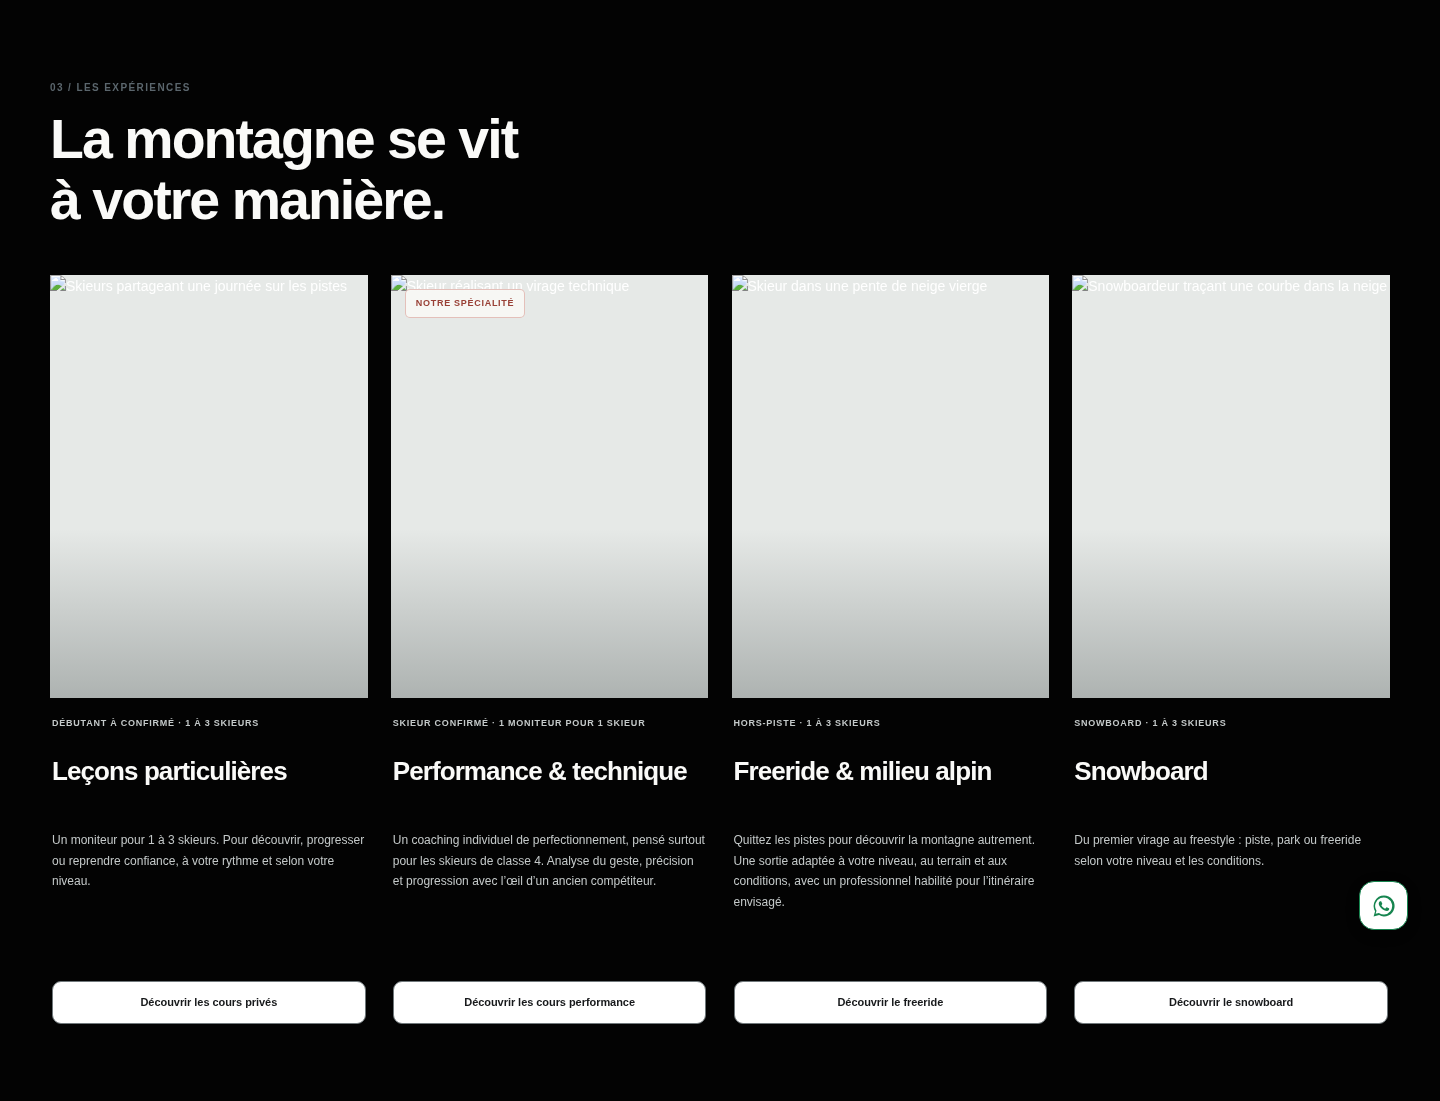 03 / LES EXPÉRIENCES
La montagne se vit
à votre manière.
Skieurs partageant une journée sur les pistes
Skieur réalisant un virage technique
NOTRE SPÉCIALITÉ
Skieur dans une pente de neige vierge
Snowboardeur traçant une courbe dans la neige
DÉBUTANT À CONFIRMÉ · 1 À 3 SKIEURS
Leçons particulières
Un moniteur pour 1 à 3 skieurs. Pour découvrir, progresser
ou reprendre confiance, à votre rythme et selon votre
niveau.
Découvrir les cours privés
SKIEUR CONFIRMÉ · 1 MONITEUR POUR 1 SKIEUR
Performance & technique
Un coaching individuel de perfectionnement, pensé surtout
pour les skieurs de classe 4. Analyse du geste, précision
et progression avec l’œil d’un ancien compétiteur.
Découvrir les cours performance
HORS-PISTE · 1 À 3 SKIEURS
Freeride & milieu alpin
Quittez les pistes pour découvrir la montagne autrement.
Une sortie adaptée à votre niveau, au terrain et aux
conditions, avec un professionnel habilité pour l’itinéraire
envisagé.
Découvrir le freeride
SNOWBOARD · 1 À 3 SKIEURS
Snowboard
Du premier virage au freestyle : piste, park ou freeride
selon votre niveau et les conditions.
Découvrir le snowboard